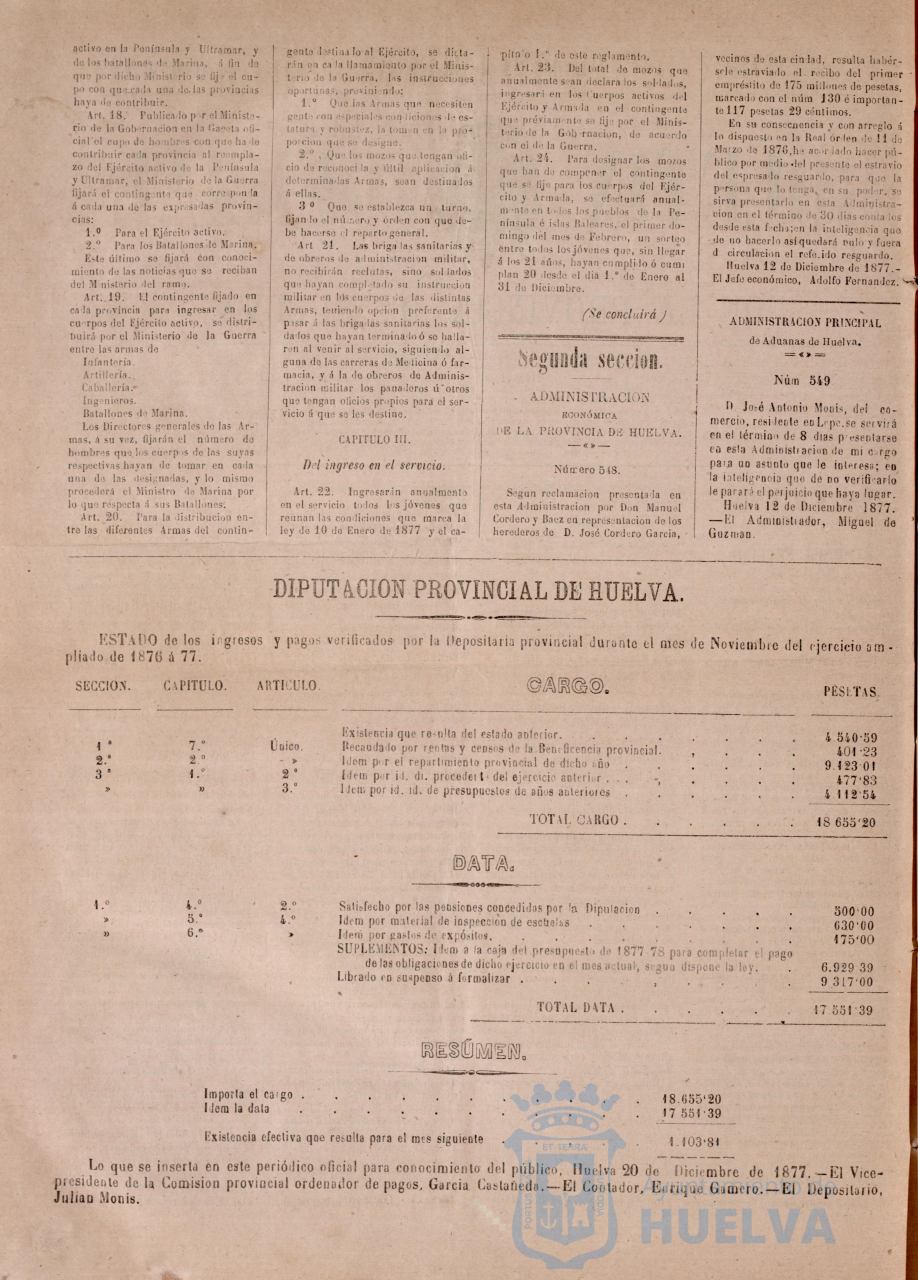 activo en la Península y Ultramar, y
de los batallones de Marina, á fin de
que por dicho Ministerio se fije el cu-
po con que cada una de las provincias
haya de contribuir.
Art. 18. Publicado por el Ministe-
rio de la Gobernacion en la Gaceta ofi-
cial el cupo de hombres con que ha de
contribuir cada provincia al reempla-
zo del Ejército activo de la Península
y Ultramar, el Ministerio de la Guerra
fijará el contingente que corresponda
á cada una de las expresadas provin-
cias:
1.º Para el Ejército activo.
2.º Para los Batallones de Marina.
Este último se fijará con conoci-
miento de las noticias que se reciban
del Ministerio del ramo.
Art. 19. El contingente fijado en
cada provincia para ingresar en los
cuerpos del Ejército activo, se distri-
buirá por el Ministerio de la Guerra
entre las armas de
Infantería.
Artillería.
Caballería.
Ingenieros.
Batallones de Marina.
Los Directores generales de las Ar-
mas, á su vez, fijarán el número de
hombres que los cuerpos de las suyas
respectivas hayan de tomar en cada
una de las designadas, y lo mismo
procederá el Ministro de Marina por
lo que respecta á sus Batallones.
Art. 20. Para la distribucion en-
tre las diferentes Armas del contin-
gente destinado al Ejército, se dicta-
rán en cada llamamiento por el Minis-
terio de la Guerra, las instrucciones
oportunas, previniendo:
1.º Que las Armas que necesiten
gente con especiales condiciones de es-
tatura y robustez, la tomen en la pro-
porcion que se designe.
2.º Que los mozos que tengan ofi-
cio de reconocida y útil aplicacion á
determinadas Armas, sean destinados
á ellas.
3º Que se establezca un turno,
fijando el número y órden con que de-
be hacerse el reparto general.
Art 21. Las brigadas sanitarias y
de obreros de administracion militar,
no recibirán reclutas, sino soldados
que hayan completado su instruccion
militar en los cuerpos de las distintas
Armas, teniendo opcion preferente á
pasar á las brigadas sanitarias los sol-
dados que hayan terminado ó se halla-
ren al venir al servicio, siguiendo al-
guna de las carreras de Medicina ó far-
macia, y á la de obreros de Adminis-
tracion militar los panaderos ú otros
que tengan oficios propios para el ser-
vicio á que se les destine.
CAPITULO III.
Del ingreso en el servicio.
Art. 22. Ingresarán anualmente
en el servicio todos los jóvenes que
reunan las condiciones que marca la
ley de 10 de Enero de 1877 y el ca-
pítulo 1.º de este reglamento.
Art. 23. Del total de mozos que
anualmente sean declarados soldados,
ingresará en los cuerpos activos del
Ejército y Armada en el contingente
que préviamente se fije por el Minis-
terio de la Gobernacion, de acuerdo
con el de la Guerra.
Art. 24. Para designar los mozos
que han de componer el contingente
que se fije para los cuerpos del Ejér-
cito y Armada, se efectuará anual-
mente en todos los pueblos de la Pe-
nínsula é islas Baleares, el primer do-
mingo del mes de Febrero, un sorteo
entre todos los jóvenes que, sin llegar
á los 21 años, hayan cumplido ó cum
plan 20 desde el dia 1.º de Enero al
31 de Diciembre.
(Se concluirá)
Segunda seccion.
ADMINISTRACION
ECONÓMICA
DE LA PROVINCIA DE HUELVA.
—«»—
Número 548.
Segun reclamacion presentada en
esta Administracion por Don Manuel
Cordero y Baez en representacion de los
herederos de D. José Cordero Garcia,
vecinos de esta ciudad, resulta habér-
sele estraviado el recibo del primer
empréstito de 175 millones de pesetas,
marcado con el núm 130 é importan-
te 117 pesetas 29 céntimos.
En su consecuencia y con arreglo á
lo dispuesto en la Real órden de 11 de
Marzo de 1876, he acordado hacer pú-
blico por medio del presente el estravio
del espresado resguardo, para que la
persona que lo tenga, en su poder, se
sirva presentarlo en esta Administra-
cion en el término de 30 dias contados
desde esta fecha; en la inteligencia que
de no hacerlo así quedará nulo y fuera
d circulacion el referido resguardo.
Huelva 12 de Diciembre de 1877.-
El Jefe económico, Adolfo Fernandez.
ADMINISTRACION PRINCIPAL
de Aduanas de Huelva.
—«»—
Núm 549
D. José Antonio Monis, del co-
mercio, residente en Lepe, se servirá
en el término de 8 dias presentarse
en esta Administracion de mi cargo
para un asunto que le interesa; en
la inteligencia que de no verificarlo
le parará el perjuicio que haya lugar.
Huelva 12 de Diciembre 1877.
—El Administrador, Miguel de
Guzman.
DIPUTACION PROVINCIAL DE HUELVA.
ESTADO de los ingresos y pagos verificados por la Depositaria provincial durante el mes de Noviembre del ejercicio am-
pliado de 1876 á 77.
SECCION. CAPITULO. ARTICULO. CARGO. PESETAS
Existencia que resulta del estado anterior. 4 540·59
1ª 7.º Único. Recaudado por rentas y censos de la Beneficencia provincial. 401·23
2.ª 2.º » Idem por el repartimiento provincial de dicho año 9.123·01
3ª 1.º 2º Idem por id. di. procedente del ejercicio anterior 477·83
» » 3.º Idem por id. id. de presupuestos de años anteriores 4 112·54
TOTAL CARGO. 18 655·20
DATA.
1.º 4.º 2.º Satisfecho por las pensiones concedidas por la Diputacion 500·00
» 5.º 4.º Idem por material de inspección de escuelas 630·00
» 6.º » Idem por gastos de expósitos. 175·00
SUPLEMENTOS: Idem a la caja del presupuesto de 1877 78 para completar el pago
de las obligaciones de dicho ejercicio en el mes actual, segun dispone la ley. 6.929 39
Librado en suspenso á formalizar 9 317·00
TOTAL DATA. 17 551·39
RESÚMEN.
Importa el cargo 18.655·20
Idem la data 17 551·39
Existencia efectiva que resulta para el mes siguiente 1.103·81
Lo que se inserta en este periódico oficial para conocimiento del público, Huelva 20 de Diciembre de 1877.—El Vice-
presidente de la Comision provincial ordenador de pagos, Garcia Castañeda.—El Contador, Enrique Gamero.—El Depositario,
Julian Monis.
Ayuntamiento de
HUELVA